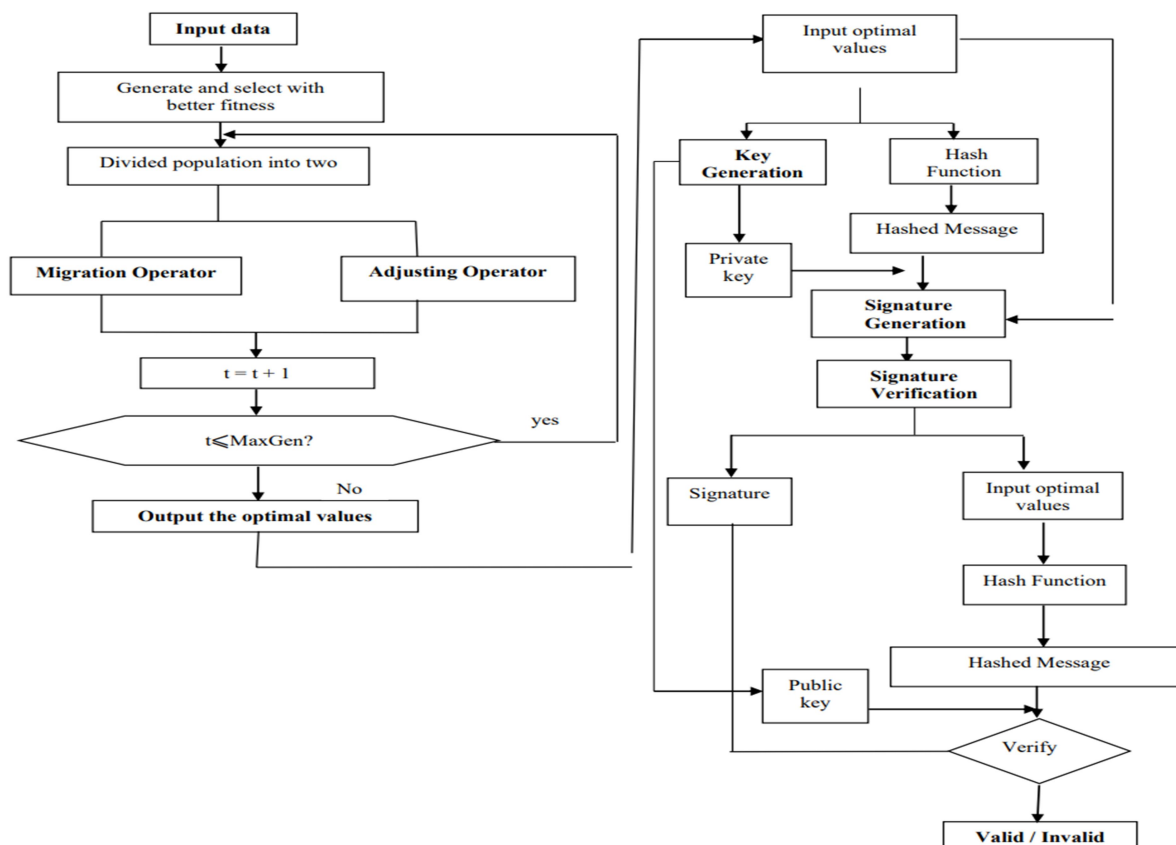 Input data
Generate and select with
better fitness
Divided population into two
Migration Operator
Adjusting Operator
t = t + 1
t⩽MaxGen?
yes
No
Output the optimal values
Input optimal
values
Key
Generation
Hash
Function
Private
key
Hashed Message
Signature
Generation
Signature
Verification
Signature
Input optimal
values
Hash Function
Hashed Message
Public
key
Verify
Valid / Invalid